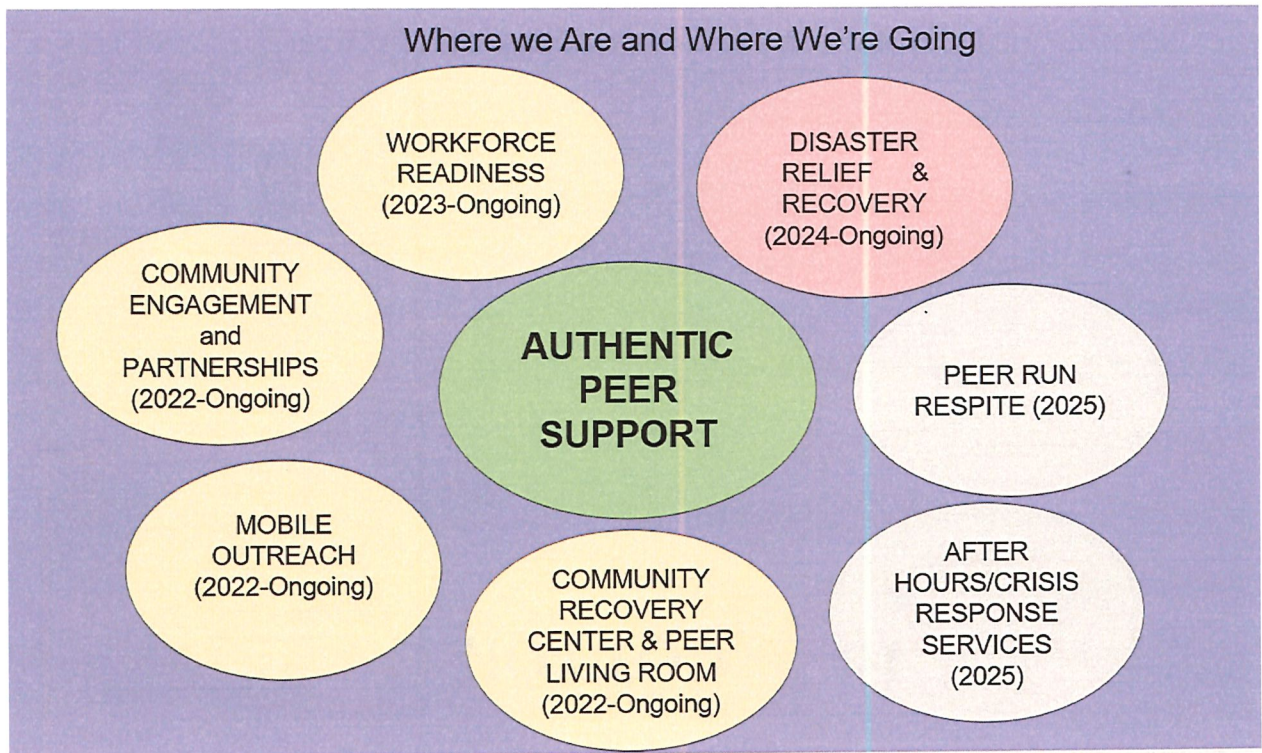 Where we Are and Where We're Going
WORKFORCE
READINESS
(2023-Ongoing)
DISASTER
RELIEF &
RECOVERY
(2024-Ongoing)
COMMUNITY
ENGAGEMENT
and
PARTNERSHIPS
(2022-Ongoing)
AUTHENTIC
PEER
SUPPORT
PEER RUN
RESPITE (2025)
MOBILE
OUTREACH
(2022-Ongoing)
COMMUNITY
RECOVERY
CENTER & PEER
LIVING ROOM
(2022-Ongoing)
AFTER
HOURS/CRISIS
RESPONSE
SERVICES
(2025)